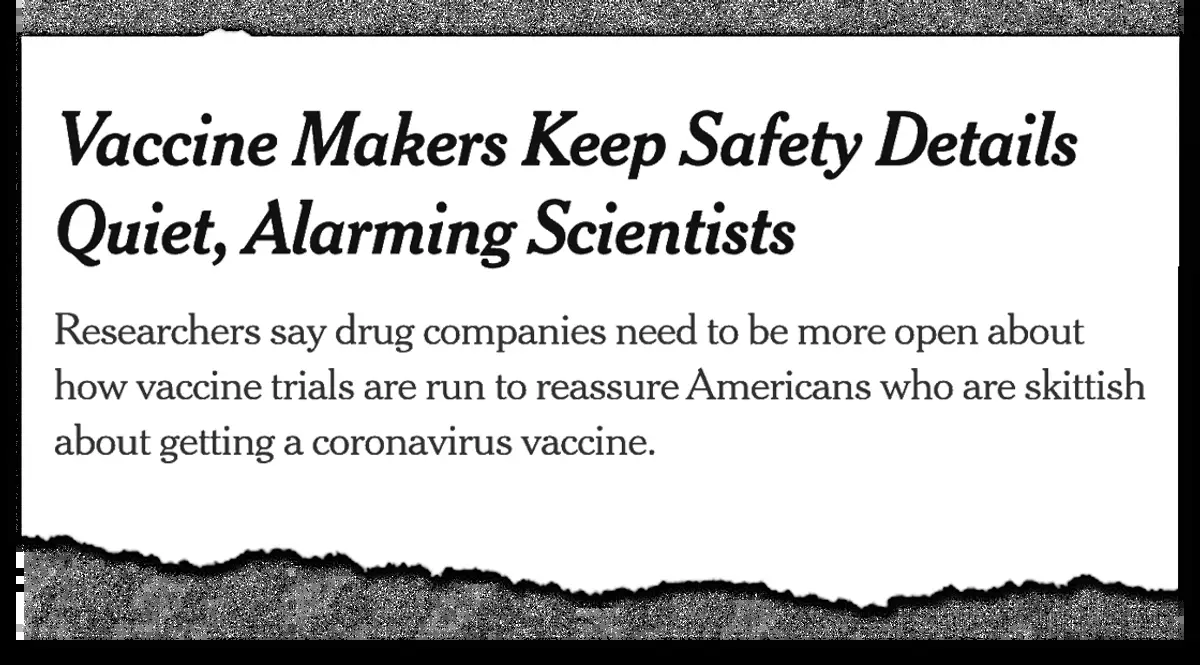 Vaccine Makers Keep Safety Details
Quiet, Alarming Scientists
Researchers say drug companies need to be more open about
how vaccine trials are run to reassure Americans who are skittish
about getting a coronavirus vaccine.